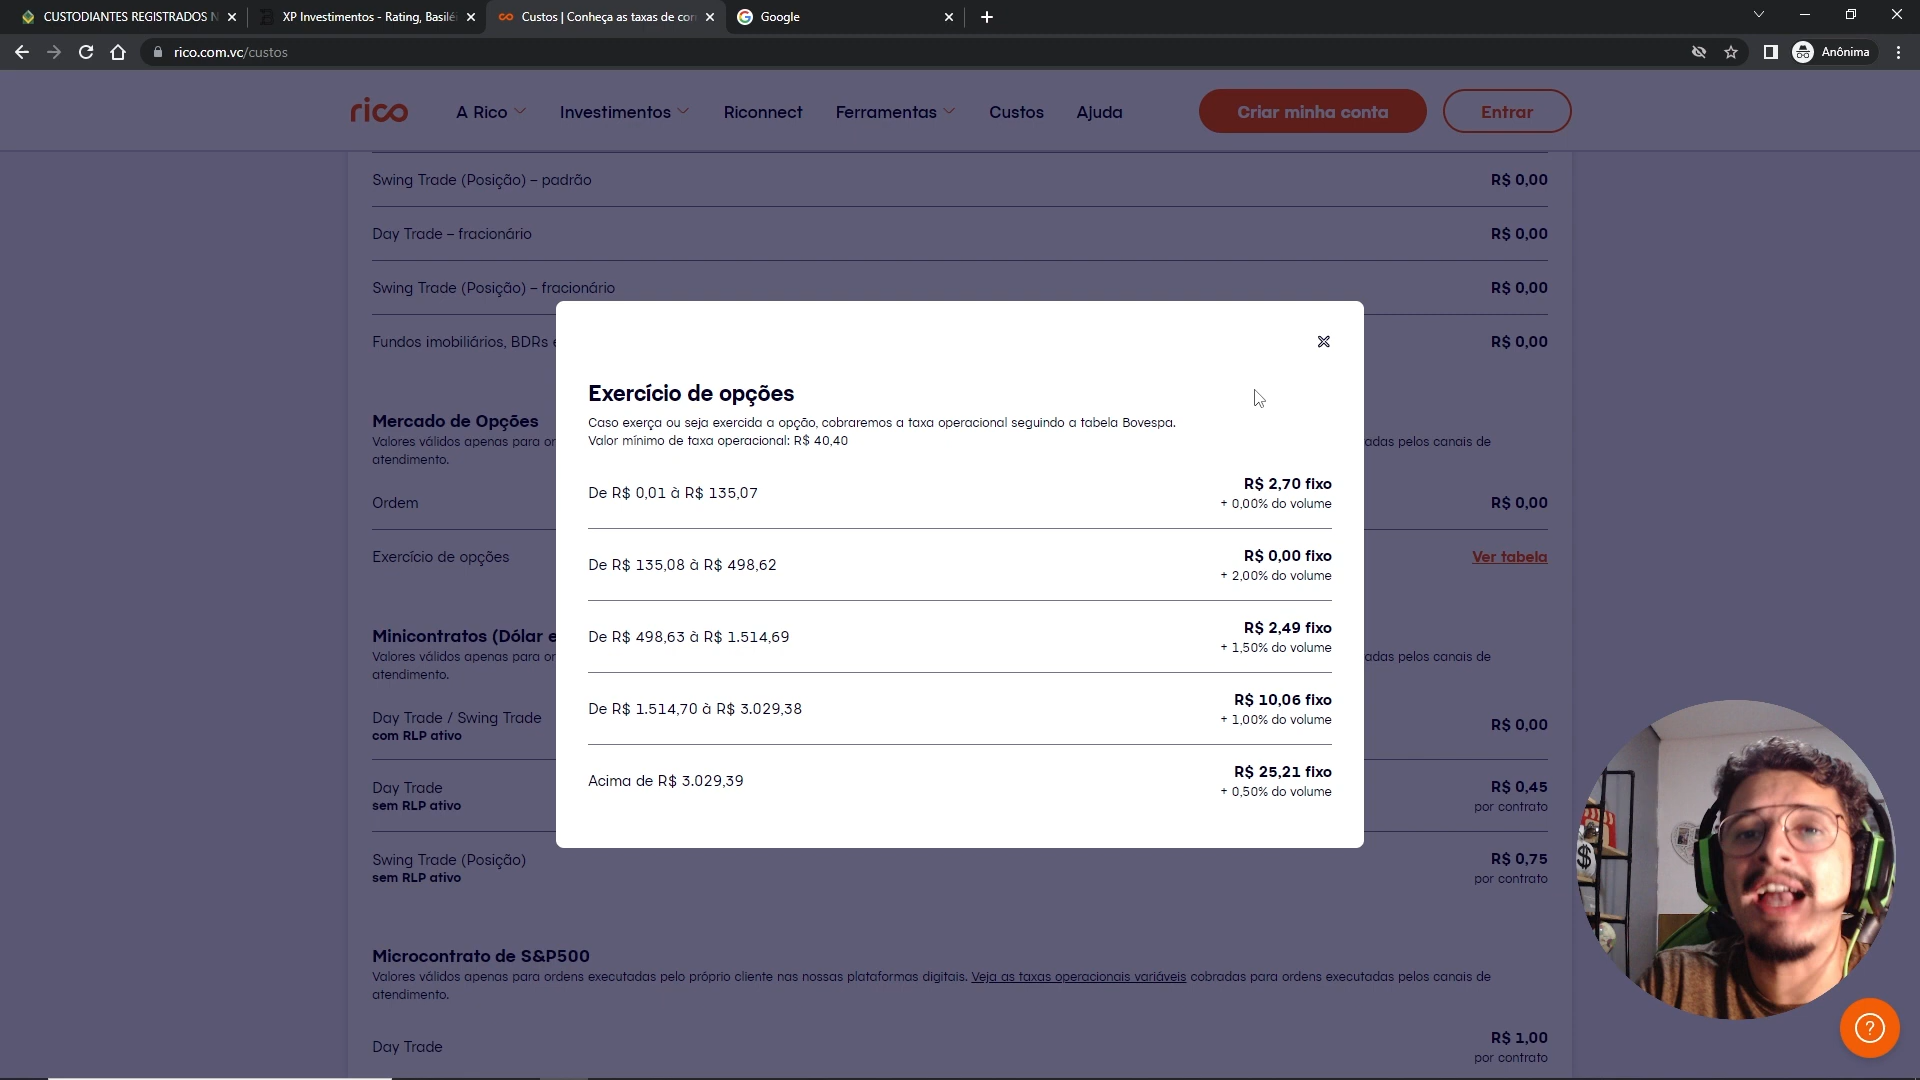 CUSTODIANTES REGISTRADOS N
XP Investimentos - Rating, Basiléi
Custos | Conheça as taxas de cor
Google
rico.com.vc/custos
Anônima
rico
A Rico
Investimentos
Riconnect
Ferramentas
Custos
Ajuda
Criar minha conta
Entrar
Swing Trade (Posição) – padrão
R$ 0,00
Day Trade – fracionário
R$ 0,00
Swing Trade (Posição) – fracionário
R$ 0,00
Fundos imobiliários, BDRs e
R$ 0,00
Mercado de Opções
Valores válidos apenas para or
adas pelos canais de
atendimento.
Ordem
R$ 0,00
Exercício de opções
Ver tabela
Minicontratos (Dólar e
Valores válidos apenas para or
adas pelos canais de
atendimento.
Day Trade / Swing Trade
com RLP ativo
R$ 0,00
Day Trade
sem RLP ativo
R$ 0,45
por contrato
Swing Trade (Posição)
sem RLP ativo
R$ 0,75
por contrato
Exercício de opções
Caso exerça ou seja exercida a opção, cobraremos a taxa operacional seguindo a tabela Bovespa.
Valor mínimo de taxa operacional: R$ 40,40
De R$ 0,01 à R$ 135,07
R$ 2,70 fixo
+ 0,00% do volume
De R$ 135,08 à R$ 498,62
R$ 0,00 fixo
+ 2,00% do volume
De R$ 498,63 à R$ 1.514,69
R$ 2,49 fixo
+ 1,50% do volume
De R$ 1.514,70 à R$ 3.029,38
R$ 10,06 fixo
+ 1,00% do volume
Acima de R$ 3.029,39
R$ 25,21 fixo
+ 0,50% do volume
Microcontrato de S&P500
Valores válidos apenas para ordens executadas pelo próprio cliente nas nossas plataformas digitais. Veja as taxas operacionais variáveis cobradas para ordens executadas pelos canais de
atendimento.
Day Trade
R$ 1,00
por contrato
$
?